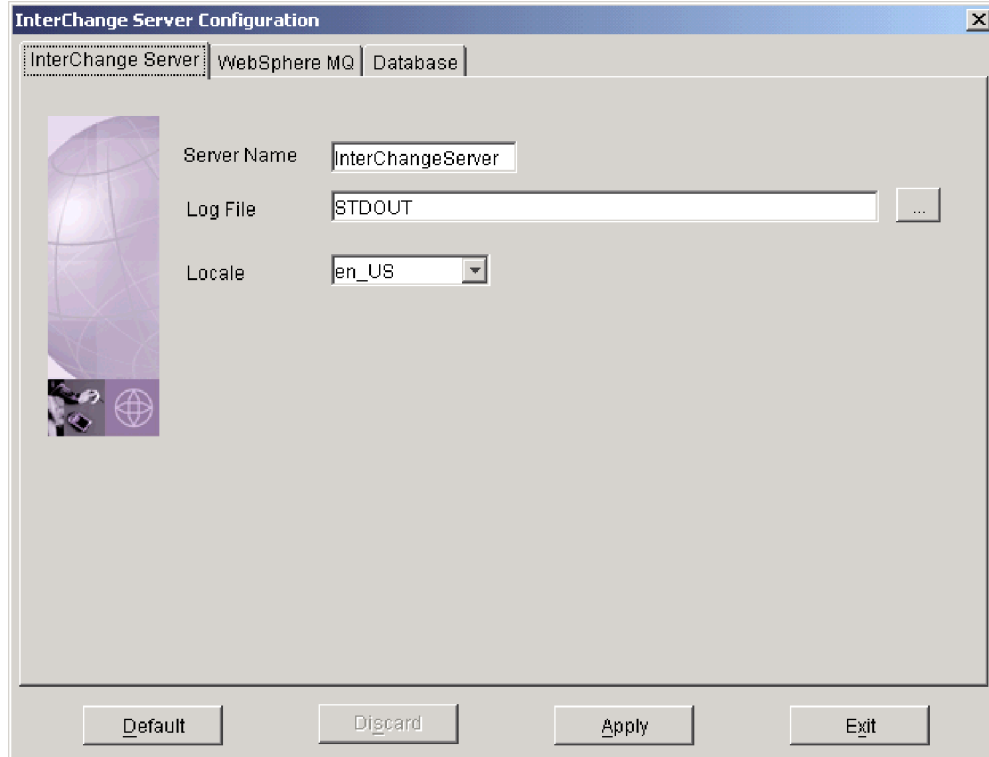 InterChange Server Configuration
InterChange Server WebSphere MQ Database
Server Name InterChangeServer
Log File STDOUT ...
Locale en_US
Default Discard Apply Exit